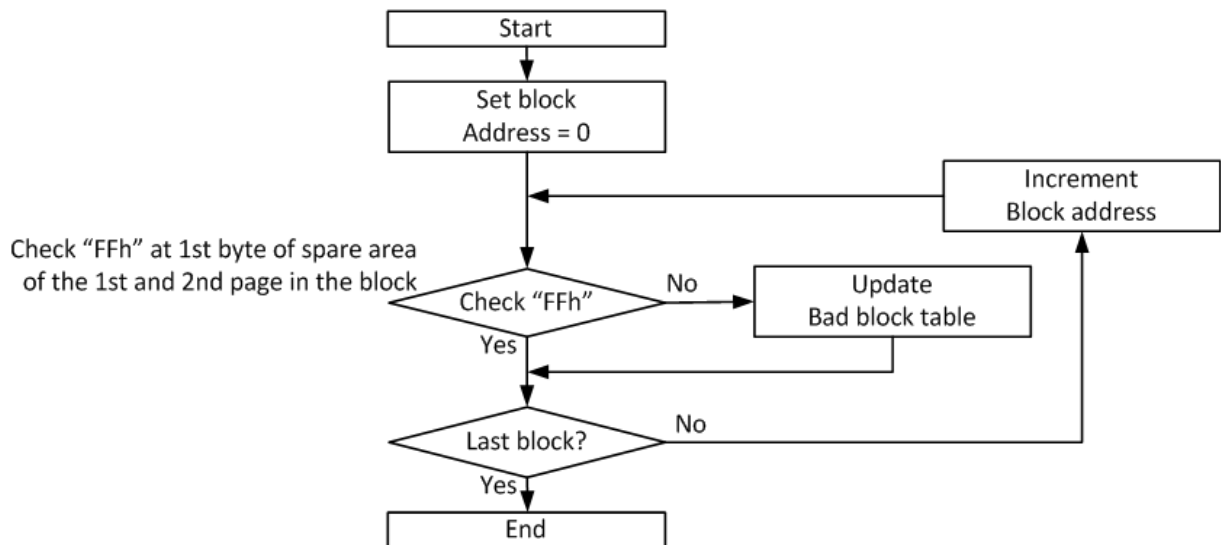 Start
Set block
Address = 0
Increment
Block address
Check “FFh” at 1st byte of spare area
of the 1st and 2nd page in the block
Check “FFh”
No
Update
Bad block table
Yes
Last block?
No
Yes
End